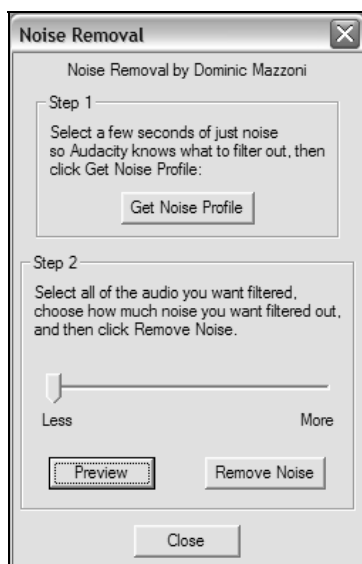 Noise Removal
Noise Removal by Dominic Mazzoni
Step 1
Select a few seconds of just noise
so Audacity knows what to filter out, then
click Get Noise Profile:
Get Noise Profile
Step 2
Select all of the audio you want filtered,
choose how much noise you want filtered out,
and then click Remove Noise.
Less More
Preview Remove Noise
Close